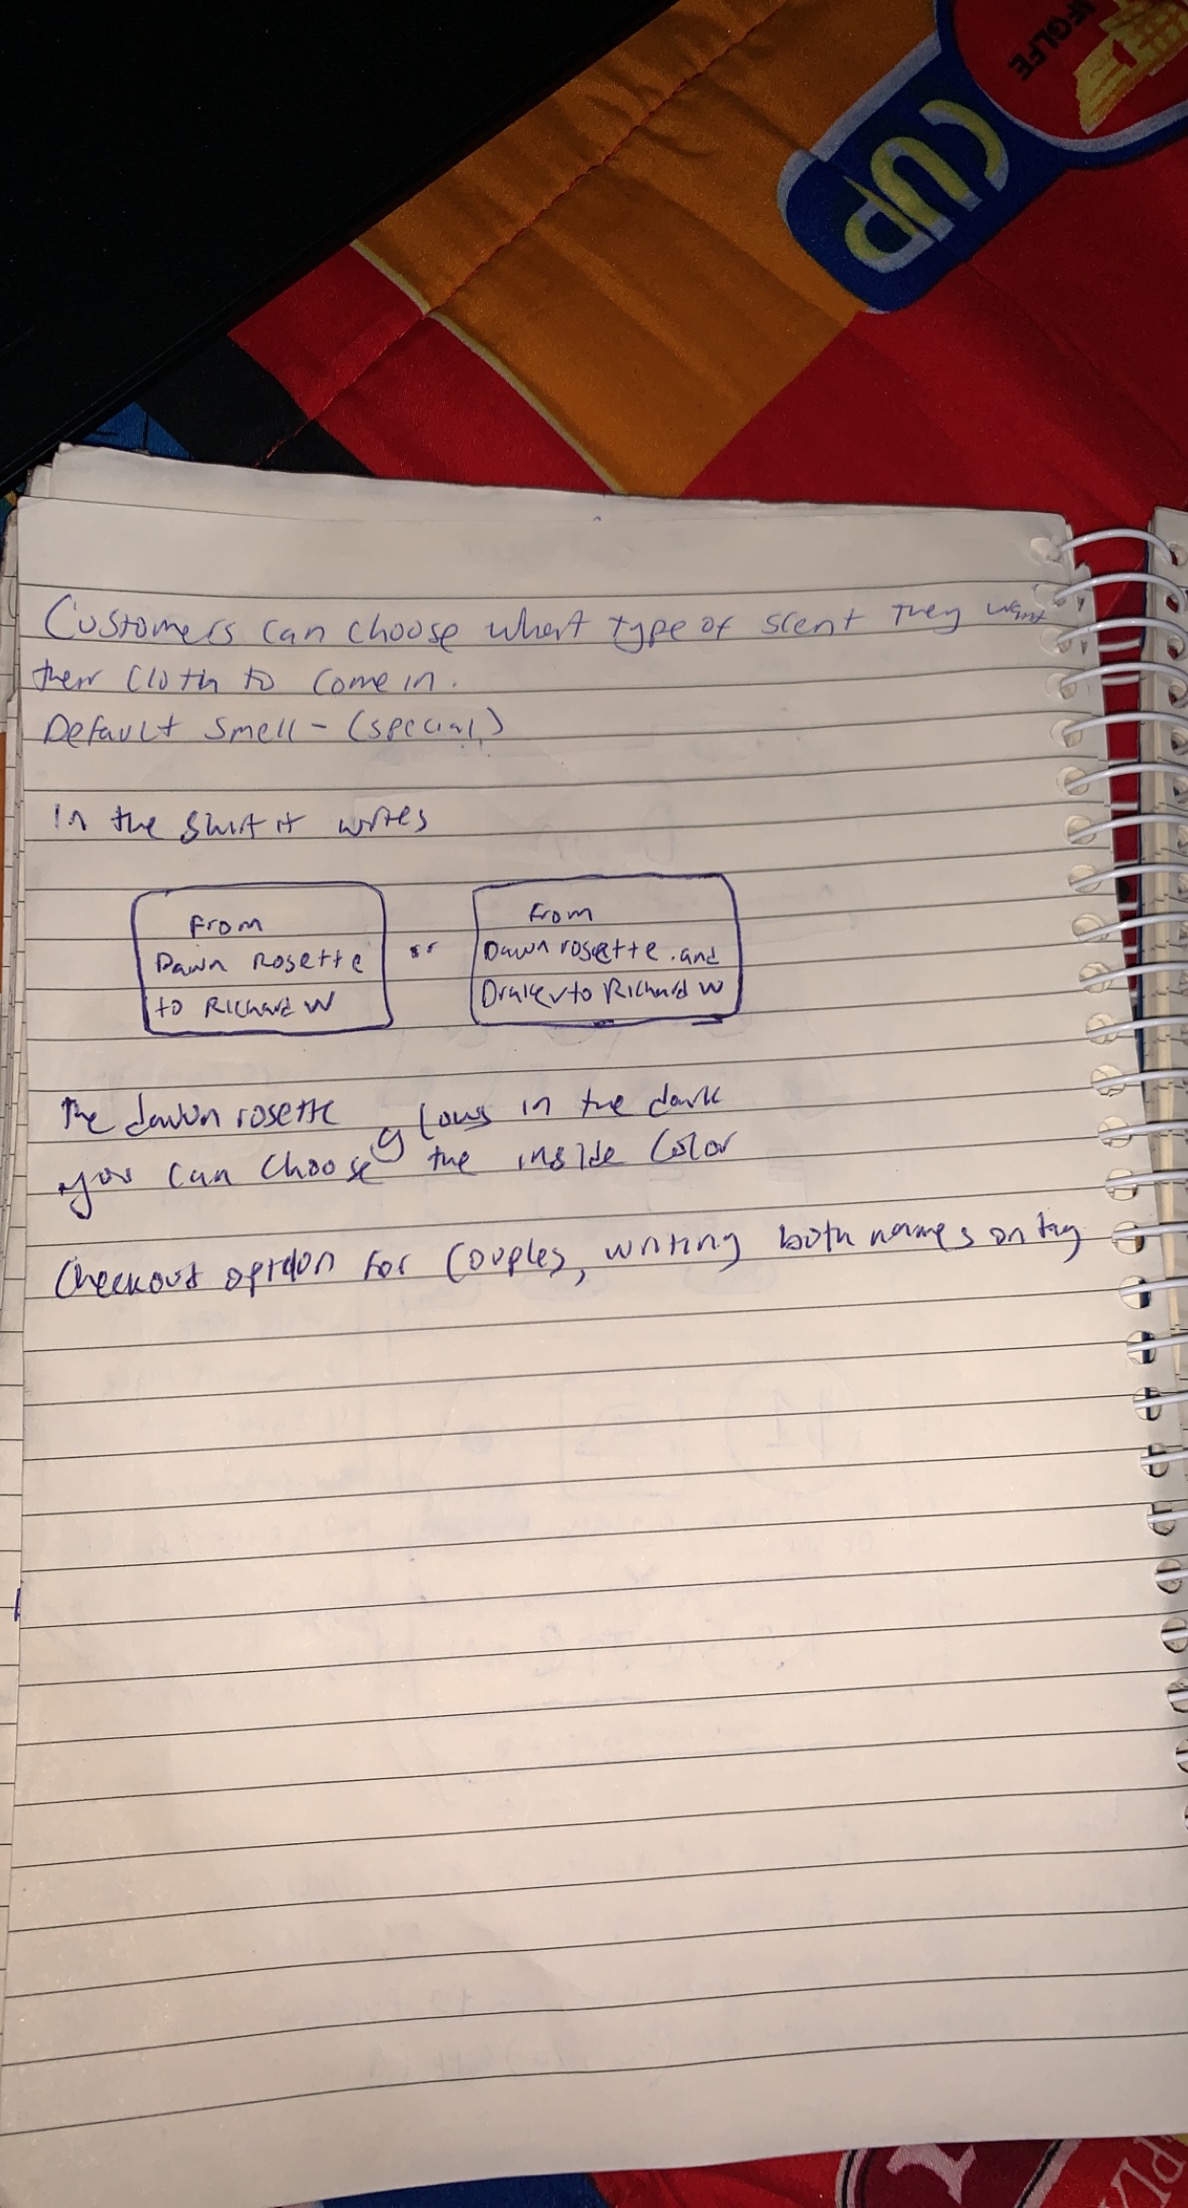 CUP
Customers can choose what type of scent they want
their cloth to come in.
Default smell - (special)
In the shirt it writes
From
Dawn Rosette
to Richard W
or
From
Dawn rosette and
to Richard W
The dawn rosette glows in the dark
you can choose the inside color
Checkout option for couples, writing both names on tag